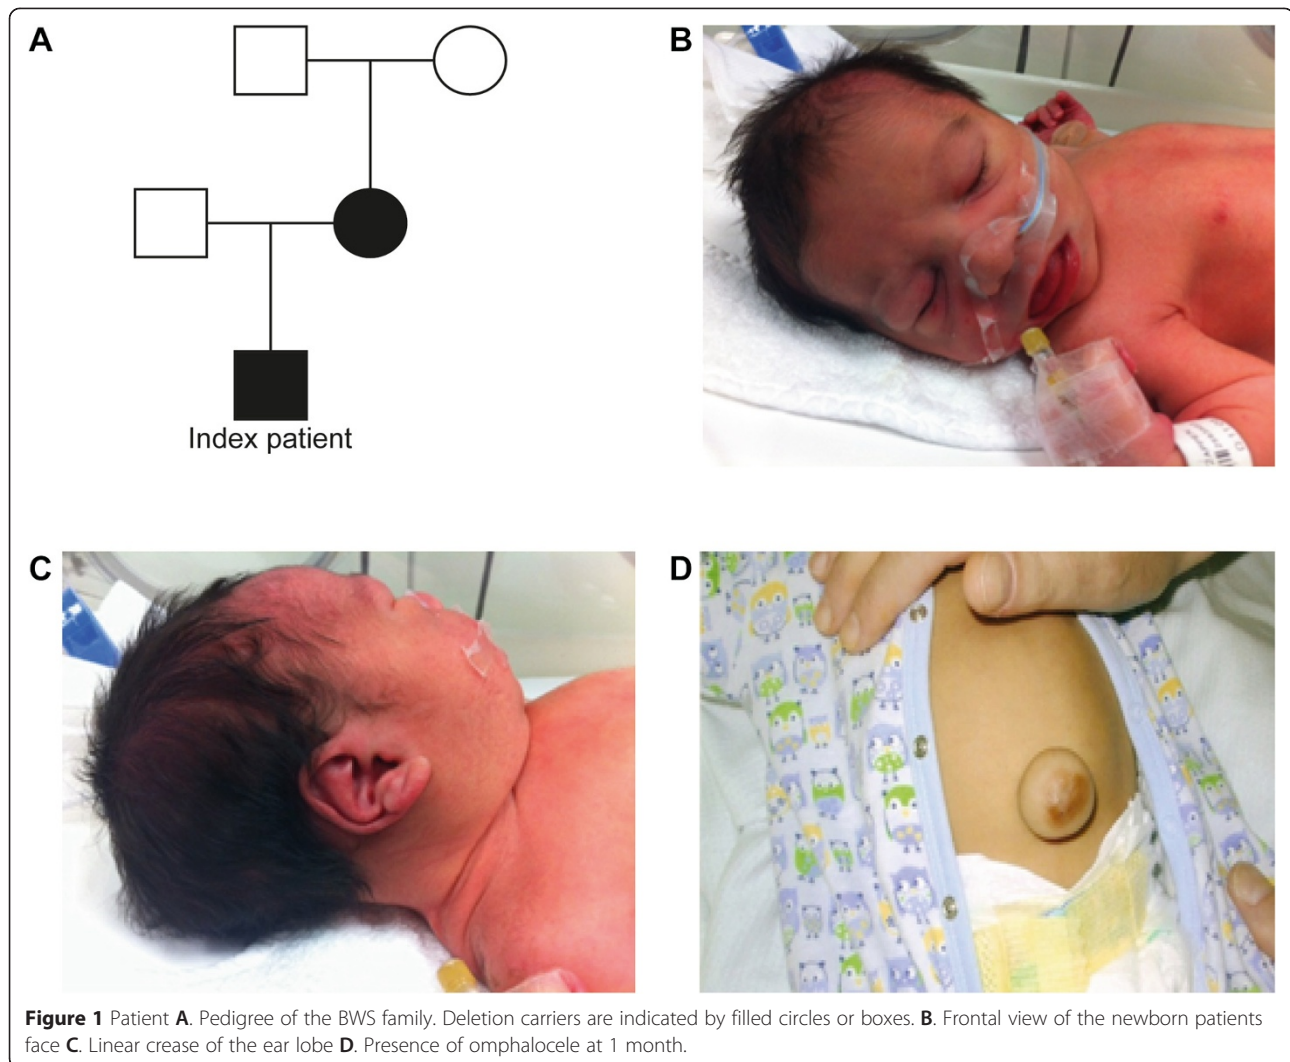 A
B
Index patient
C
D
Figure 1 Patient A. Pedigree of the BWS family. Deletion carriers are indicated by filled circles or boxes. B. Frontal view of the newborn patients
face C. Linear crease of the ear lobe D. Presence of omphalocele at 1 month.